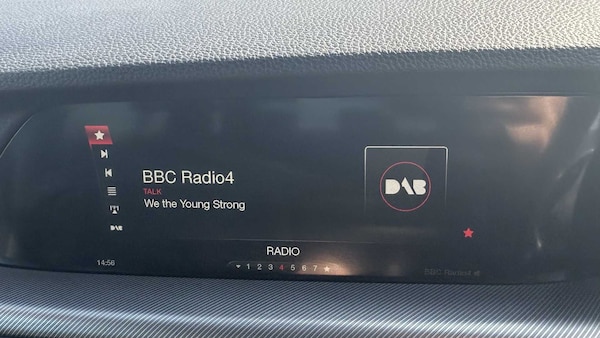 BBC Radio4
TALK
We the Young Strong
DAB
DAB
RADIO
1 2 3 4 5 6 7
14:56
BBC Radio4